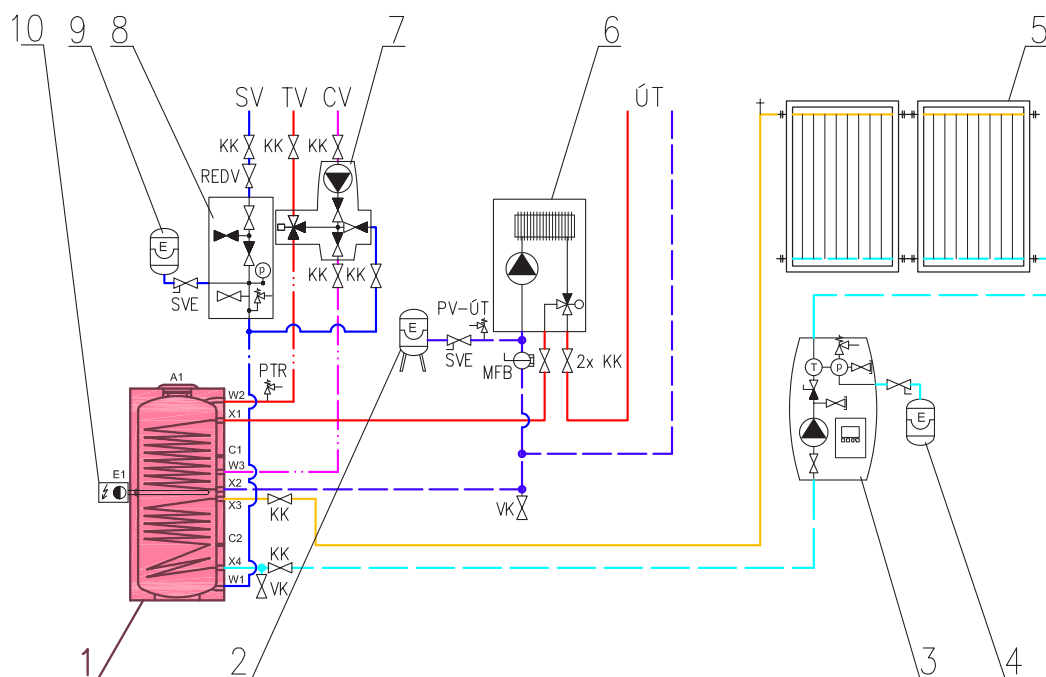 10 9 8 7 6 5
SV TV CV ÚT
KK KK KK
REDV
E
p
KK KK
SVE
PV-ÚT
E
SVE
MFB
2x KK
PTR
T p
E
A1
W2
X1
C1
W3
E1
X2
X3
KK
VK
C2
KK
X4
W1
VK
1 2 3 4